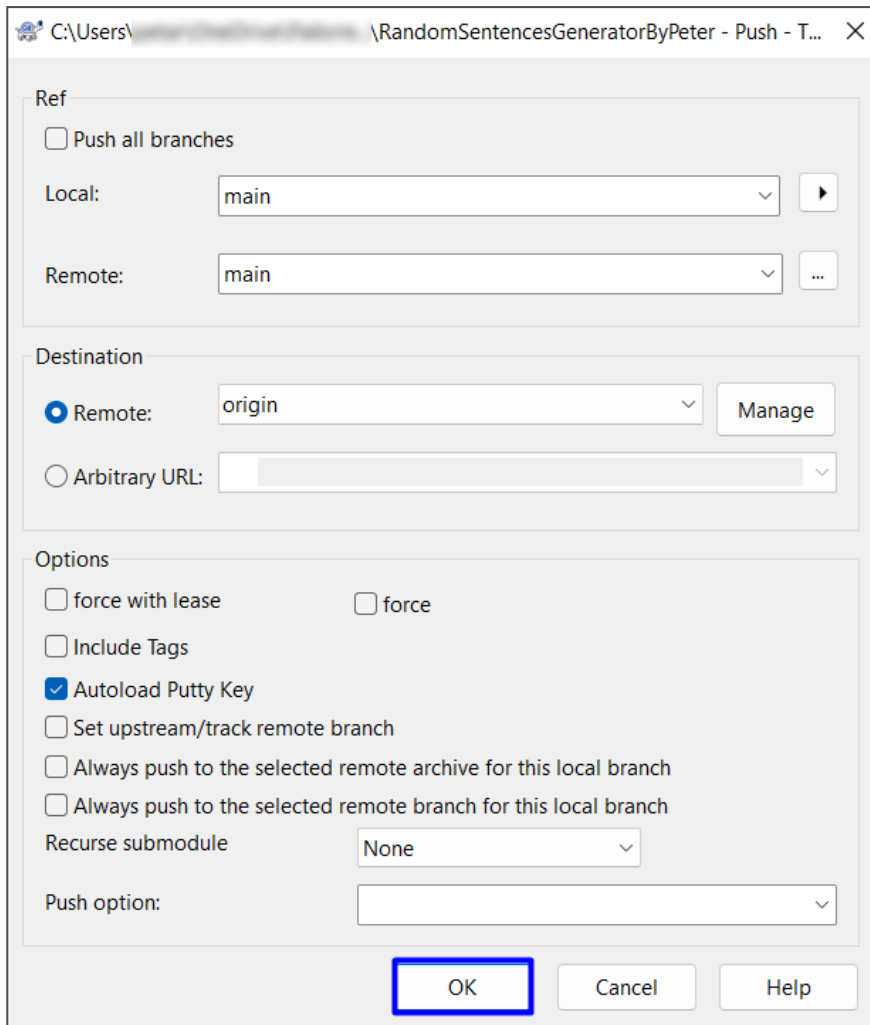 C:\Users\ \RandomSentencesGeneratorByPeter - Push - T...
Ref
Push all branches
Local:
main
Remote:
main
...
Destination
Remote:
origin
Manage
Arbitrary URL:
Options
force with lease
force
Include Tags
Autoload Putty Key
Set upstream/track remote branch
Always push to the selected remote archive for this local branch
Always push to the selected remote branch for this local branch
Recurse submodule
None
Push option:
OK
Cancel
Help